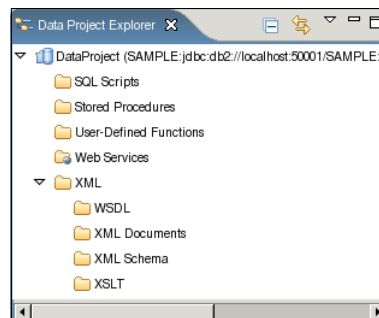 Data Project Explorer
DataProject (SAMPLE:jdbc:db2://localhost:50001/SAMPLE:
SQL Scripts
Stored Procedures
User-Defined Functions
Web Services
XML
WSDL
XML Documents
XML Schema
XSLT